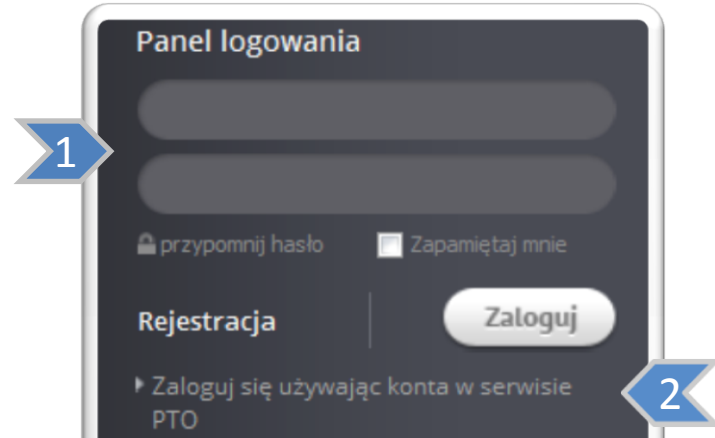 Panel logowania
1
przypomnij hasło Zapamiętaj mnie
Rejestracja Zaloguj
Zaloguj się używając konta w serwisie
2
PTO